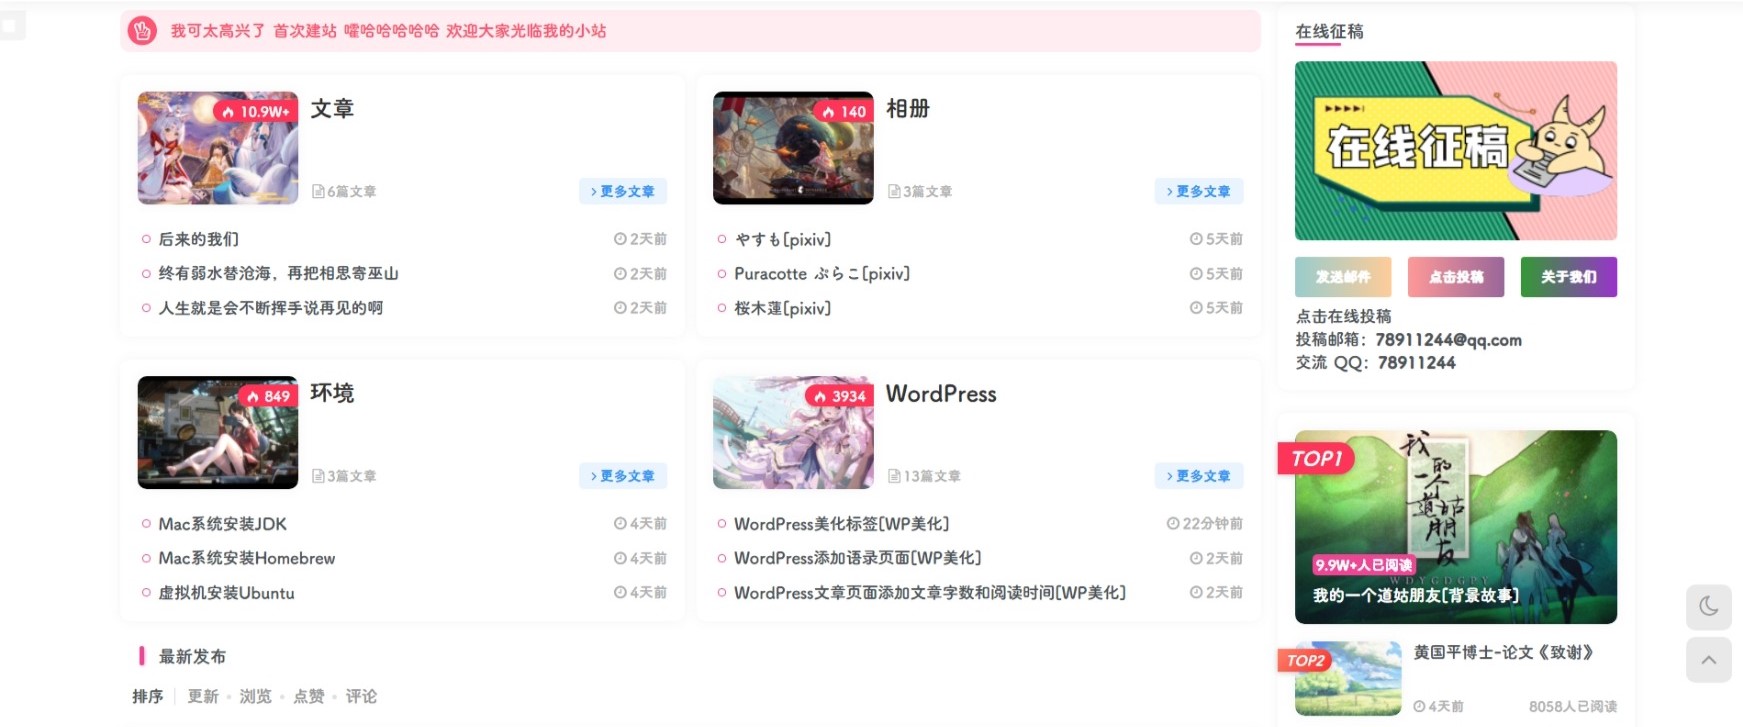 我可太高兴了 首次建站 嚯哈哈哈哈哈 欢迎大家光临我的小站
10.9W+
文章
6篇文章
更多文章
后来的我们
2天前
终有弱水替沧海，再把相思寄巫山
2天前
人生就是会不断挥手说再见的啊
2天前
140
相册
3篇文章
更多文章
やすも[pixiv]
5天前
Puracotte ぷらこ[pixiv]
5天前
桜木蓮[pixiv]
5天前
849
环境
3篇文章
更多文章
Mac系统安装JDK
4天前
Mac系统安装Homebrew
4天前
虚拟机安装Ubuntu
4天前
3934
WordPress
13篇文章
更多文章
WordPress美化标签[WP美化]
22分钟前
WordPress添加语录页面[WP美化]
2天前
WordPress文章页面添加文章字数和阅读时间[WP美化]
2天前
最新发布
排序 更新 浏览 点赞 评论
在线征稿
在线征稿
发送邮件 点击投稿 关于我们
点击在线投稿
投稿邮箱：78911244@qq.com
交流 QQ：78911244
TOP1
我的一个道姑朋友
9.9W+人已阅读
WDYGDGPY
我的一个道姑朋友[背景故事]
TOP2
黄国平博士-论文《致谢》
4天前 8058人已阅读